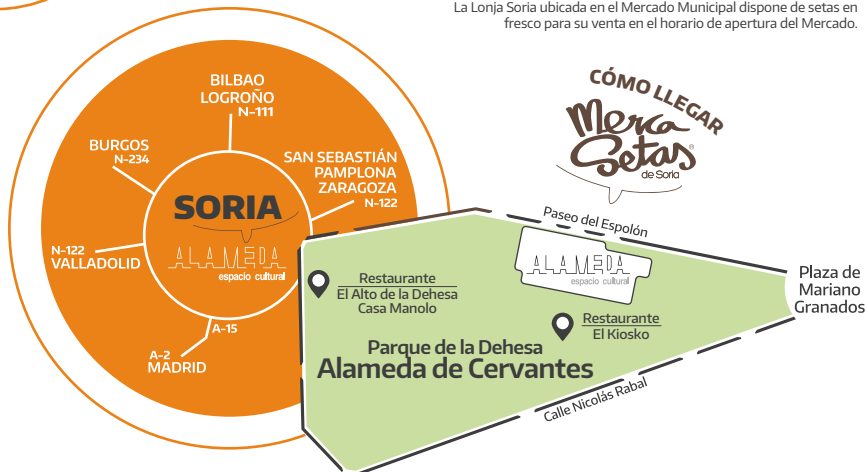 La Lonja Soria ubicada en el Mercado Municipal dispone de setas en
fresco para su venta en el horario de apertura del Mercado.
CÓMO LLEGAR
Merca
Setas®
de Soria
BILBAO
LOGROÑO
N-111
BURGOS
N-234
SAN SEBASTIÁN
PAMPLONA
ZARAGOZA
N-122
SORIA
ALAMEDA
espacio cultural
N-122
VALLADOLID
A-15
A-2
MADRID
Paseo del Espolón
ALAMEDA
espacio cultural
Plaza de
Mariano
Granados
Restaurante
El Alto de la Dehesa
Casa Manolo
Restaurante
El Kiosko
Parque de la Dehesa
Alameda de Cervantes
Calle Nicolás Rabal